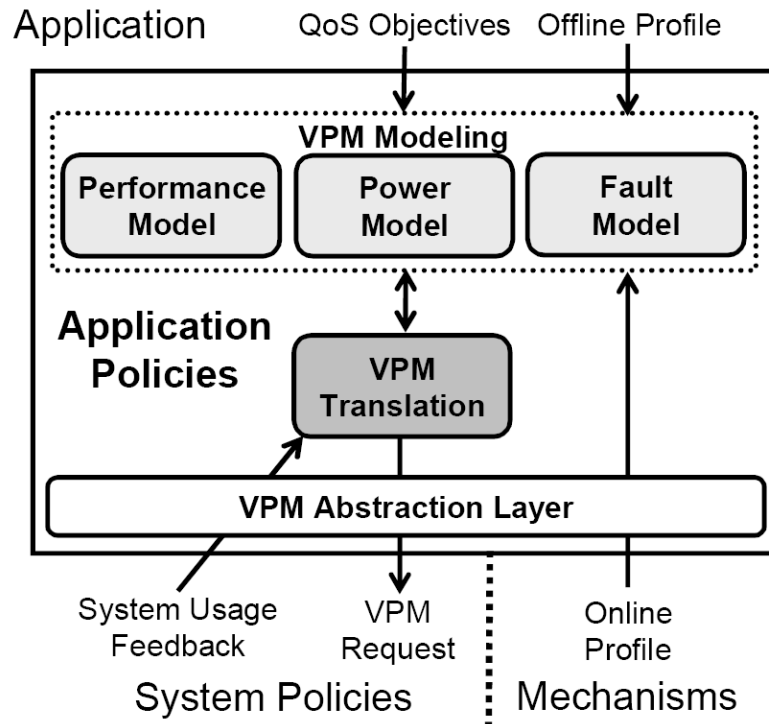 Application
QoS Objectives
Offline Profile
VPM Modeling
Performance
Model
Power
Model
Fault
Model
Application
Policies
VPM
Translation
VPM Abstraction Layer
System Usage
Feedback
VPM
Request
Online
Profile
System Policies
Mechanisms